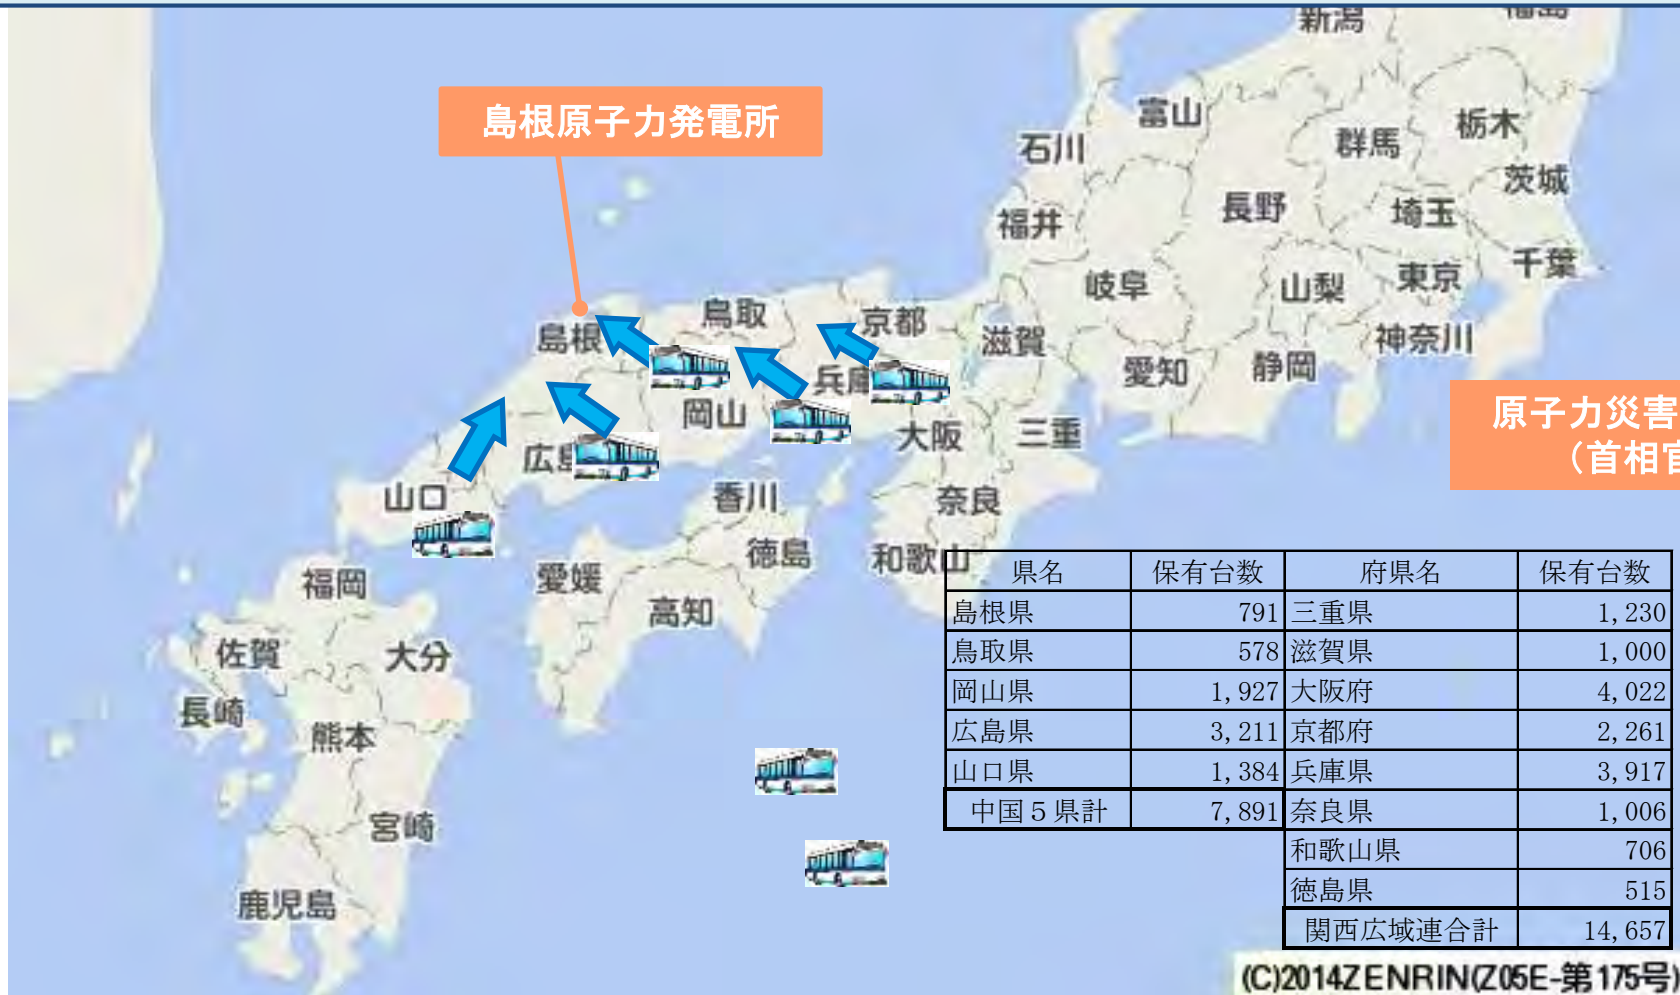 新潟
福島
島根原子力発電所
富山
石川
群馬
栃木
茨城
福井
長野
埼玉
千葉
岐阜
山梨
東京
鳥取
京都
島根
滋賀
神奈川
愛知
静岡
兵庫
岡山
大阪
三重
原子力災害
（首相官
広島
山口
香川
奈良
徳島
和歌山
愛媛
福岡
高知
佐賀
大分
長崎
熊本
宮崎
鹿児島
県名 保有台数 府県名 保有台数
島根県 791 三重県 1,230
鳥取県 578 滋賀県 1,000
岡山県 1,927 大阪府 4,022
広島県 3,211 京都府 2,261
山口県 1,384 兵庫県 3,917
中国５県計 7,891 奈良県 1,006
和歌山県 706
徳島県 515
関西広域連合計 14,657
(C)2014ZENRIN(Z05E-第175号)